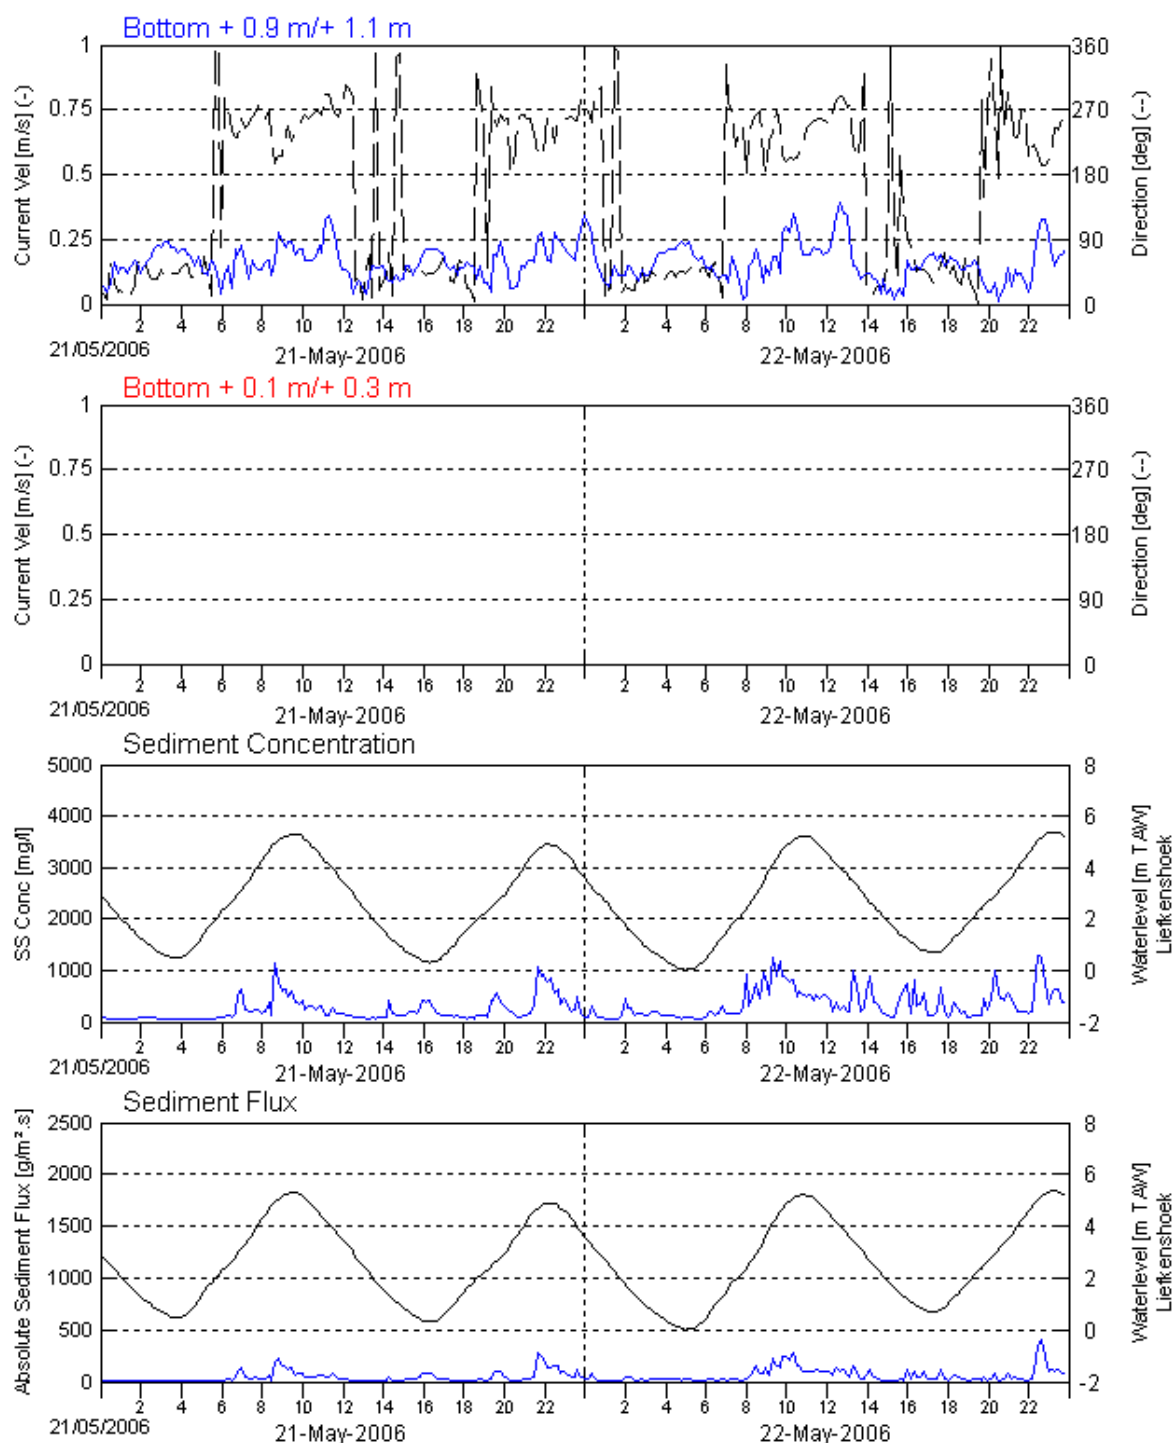 Bottom + 0.9 m/+ 1.1 m
Current Vel [m/s] (-)
1
0.75
0.5
0.25
0
360
270
180
90
0
Direction [deg] (--)
2 4 6 8 10 12 14 16 18 20 22 2 4 6 8 10 12 14 16 18 20 22
21/05/2006 21-May-2006 22-May-2006
Bottom + 0.1 m/+ 0.3 m
Current Vel [m/s] (-)
1
0.75
0.5
0.25
0
360
270
180
90
0
Direction [deg] (--)
2 4 6 8 10 12 14 16 18 20 22 2 4 6 8 10 12 14 16 18 20 22
21/05/2006 21-May-2006 22-May-2006
Sediment Concentration
SS Conc [mg/l]
5000
4000
3000
2000
1000
0
8
6
4
2
0
-2
Waterlevel [m TAW]
Liefkenshoek
2 4 6 8 10 12 14 16 18 20 22 2 4 6 8 10 12 14 16 18 20 22
21/05/2006 21-May-2006 22-May-2006
Sediment Flux
Absolute Sediment Flux [g/m².s]
2500
2000
1500
1000
500
0
8
6
4
2
0
-2
Waterlevel [m TAW]
Liefkenshoek
2 4 6 8 10 12 14 16 18 20 22 2 4 6 8 10 12 14 16 18 20 22
21/05/2006 21-May-2006 22-May-2006